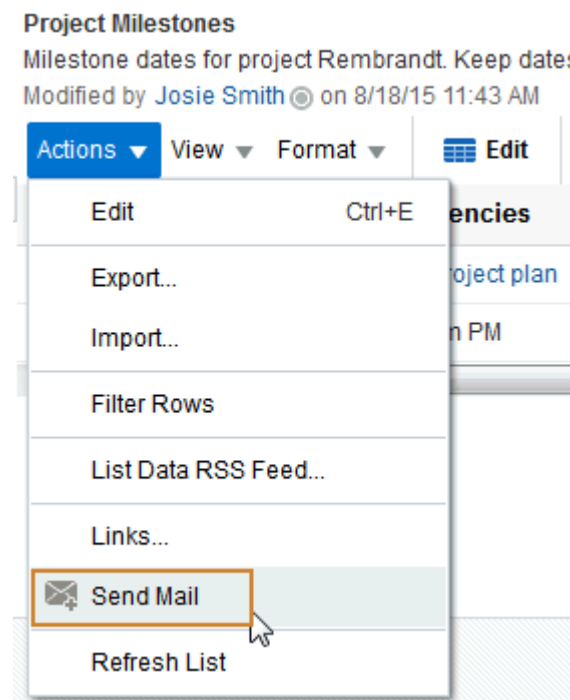 Project Milestones
Milestone dates for project Rembrandt. Keep dates
Modified by Josie Smith on 8/18/15 11:43 AM
Actions View Format Edit
Edit Ctrl+E
encies
Export...
oject plan
Import...
PM
Filter Rows
List Data RSS Feed...
Links...
Send Mail
Refresh List